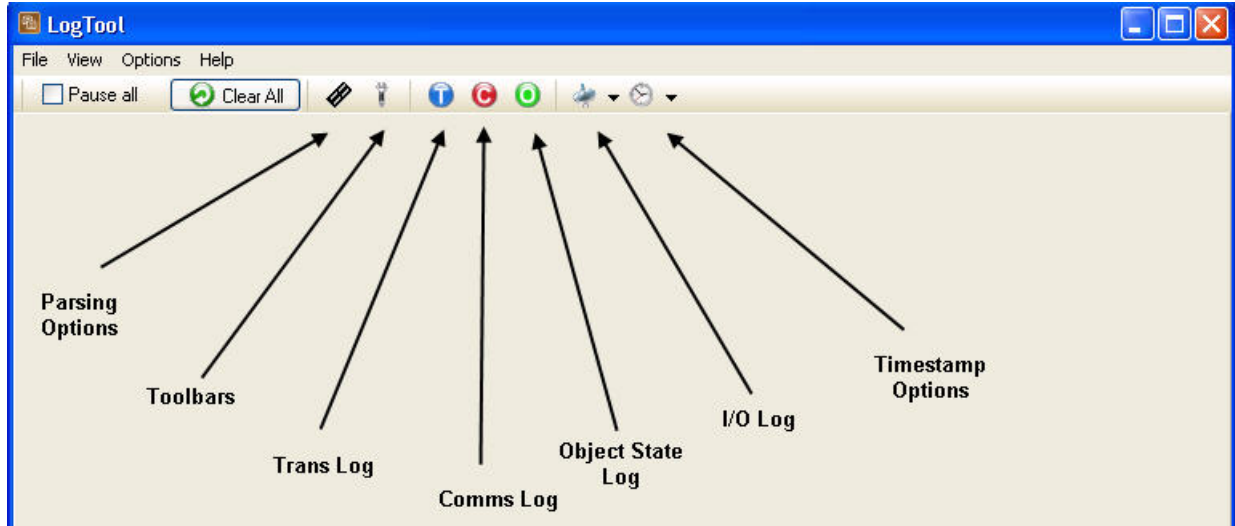 LogTool
File View Options Help
Pause all Clear All T C O
Parsing
Options
Toolbars
Trans Log
Comms Log
Object State
Log
I/O Log
Timestamp
Options